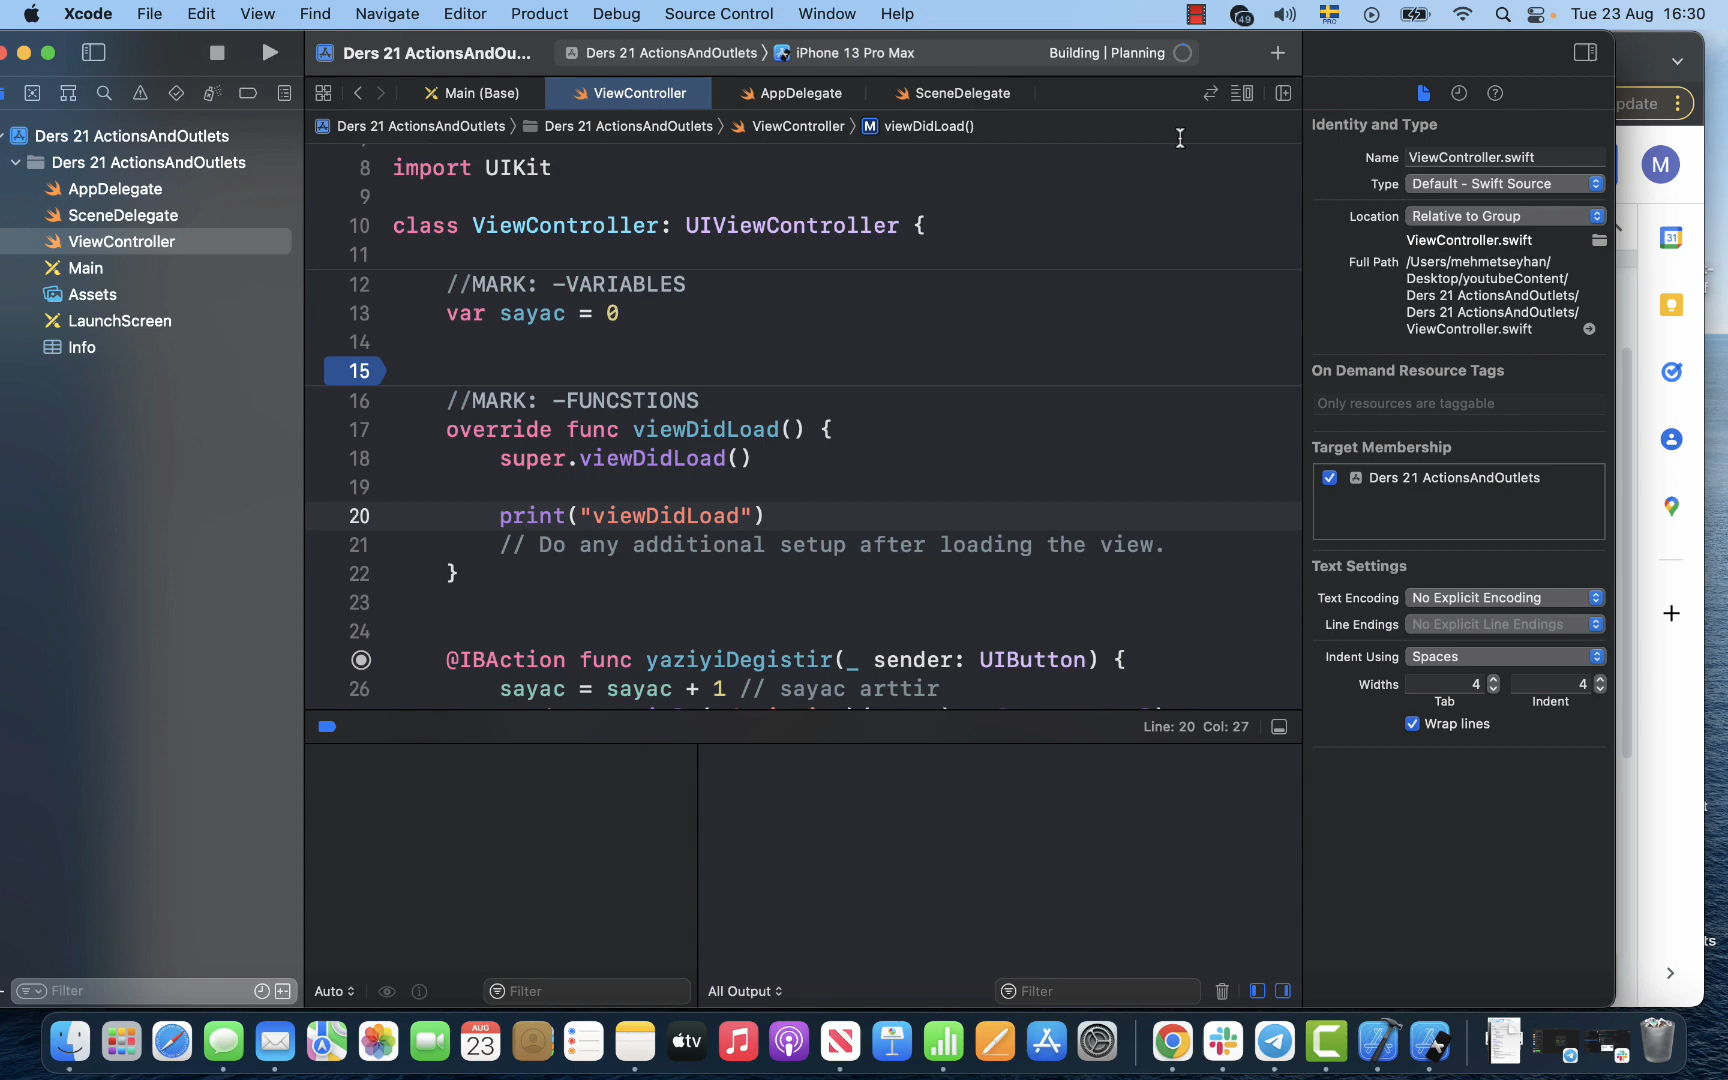 Xcode File Edit View Find Navigate Editor Product Debug Source Control Window Help
49 PRO Tue 23 Aug 16:30
Ders 21 ActionsAndOu...
Ders 21 ActionsAndOutlets iPhone 13 Pro Max
Building | Planning
Main (Base) ViewController AppDelegate SceneDelegate
Ders 21 ActionsAndOutlets Ders 21 ActionsAndOutlets ViewController M viewDidLoad()
Ders 21 ActionsAndOutlets
Ders 21 ActionsAndOutlets
AppDelegate
SceneDelegate
ViewController
Main
Assets
LaunchScreen
Info
Filter
8 import UIKit
9
10 class ViewController: UIViewController {
11
12 //MARK: -VARIABLES
13 var sayac = 0
14
15
16 //MARK: -FUNCSTIONS
17 override func viewDidLoad() {
18 super.viewDidLoad()
19
20 print("viewDidLoad")
21 // Do any additional setup after loading the view.
22 }
23
24
@IBAction func yaziyiDegistir(_ sender: UIButton) {
26 sayac = sayac + 1 // sayac arttir
Line: 20 Col: 27
Auto
Filter
All Output
Filter
Identity and Type
Name ViewController.swift
Type Default - Swift Source
Location Relative to Group
ViewController.swift
Full Path /Users/mehmetseyhan/
Desktop/youtubeContent/
Ders 21 ActionsAndOutlets/
Ders 21 ActionsAndOutlets/
ViewController.swift
On Demand Resource Tags
Only resources are taggable
Target Membership
Ders 21 ActionsAndOutlets
Text Settings
Text Encoding No Explicit Encoding
Line Endings No Explicit Line Endings
Indent Using Spaces
Widths 4 4
Tab Indent
Wrap lines
pdate
M
31
ts
AUG
23
tv